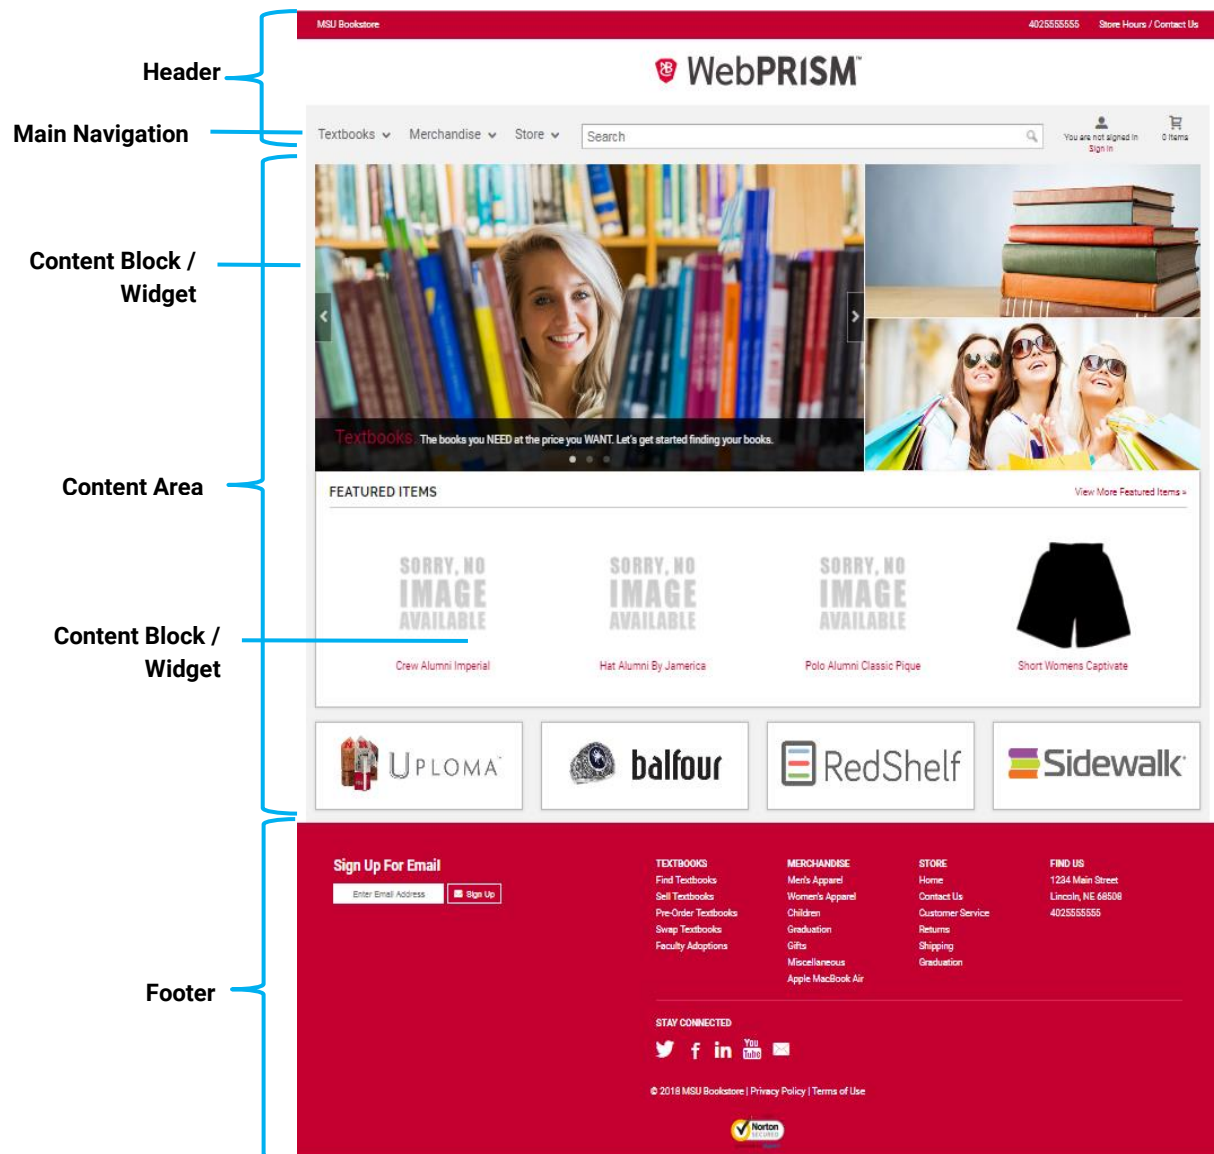 MSU Bookstore
4025555555 Store Hours / Contact Us
Header
WebPRISM™
Main Navigation
Textbooks Merchandise Store
Search
You are not signed in
Sign In
0 Items
Content Block /
Widget
Textbooks The books you NEED at the price you WANT. Let's get started finding your books.
Content Area
FEATURED ITEMS
View More Featured Items »
SORRY, NO
IMAGE
AVAILABLE
SORRY, NO
IMAGE
AVAILABLE
SORRY, NO
IMAGE
AVAILABLE
Content Block /
Widget
Crew Alumni Imperial
Hat Alumni By Jamerica
Polo Alumni Classic Pique
Short Womens Captivate
UPLOMA
balfour
RedShelf
Sidewalk
Footer
Sign Up For Email
Enter Email Address
Sign Up
TEXTBOOKS
Find Textbooks
Sell Textbooks
Pre-Order Textbooks
Swap Textbooks
Faculty Adoptions
MERCHANDISE
Men's Apparel
Women's Apparel
Children
Graduation
Gifts
Miscellaneous
Apple MacBook Air
STORE
Home
Contact Us
Customer Service
Returns
Shipping
Graduation
FIND US
1234 Main Street
Lincoln, NE 68508
4025555555
STAY CONNECTED
You
Tube
© 2018 MSU Bookstore | Privacy Policy | Terms of Use
Norton
SECURED